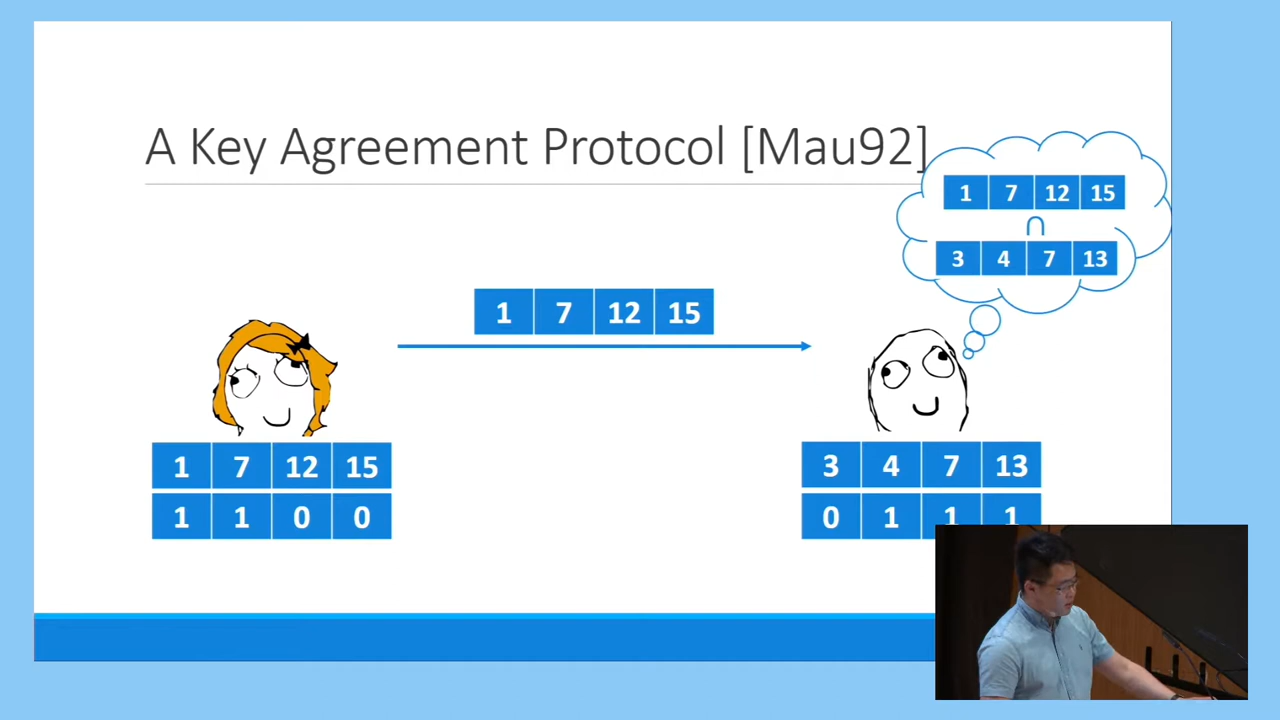 A Key Agreement Protocol [Mau92]
1 7 12 15
∩
3 4 7 13
1 7 12 15
1 7 12 15
1 1 0 0
3 4 7 13
0 1 1 1